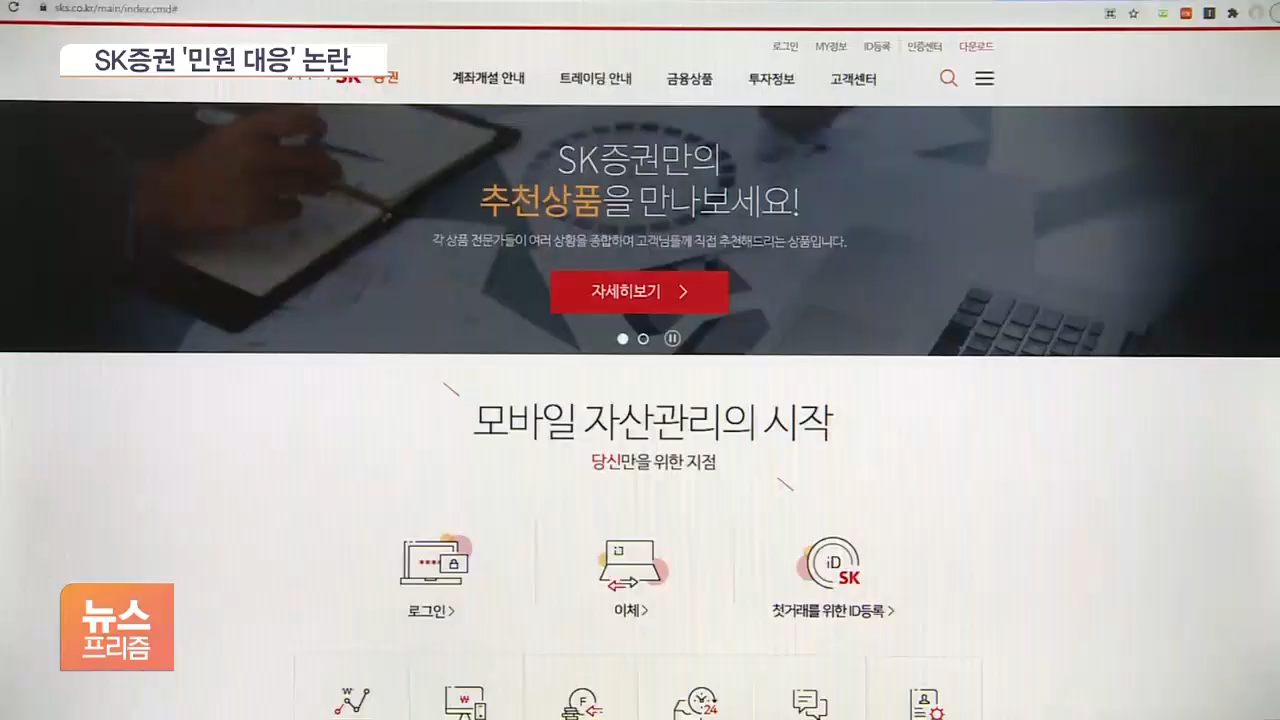 sks.co.kr/main/index.cmd#
SK증권 '민원 대응' 논란
로그인 MY정보 ID등록 인증센터 다운로드
SK 증권
계좌개설 안내 트레이딩 안내 금융상품 투자정보 고객센터
SK증권만의
추천상품을 만나보세요!
각 상품 전문가들이 여러 상황을 종합하여 고객님들께 직접 추천해드리는 상품입니다.
자세히보기 >
모바일 자산관리의 시작
당신만을 위한 지점
iD
SK
로그인 >
이체 >
첫거래를 위한 ID등록 >
뉴스
프리즘
W
₩
F
24